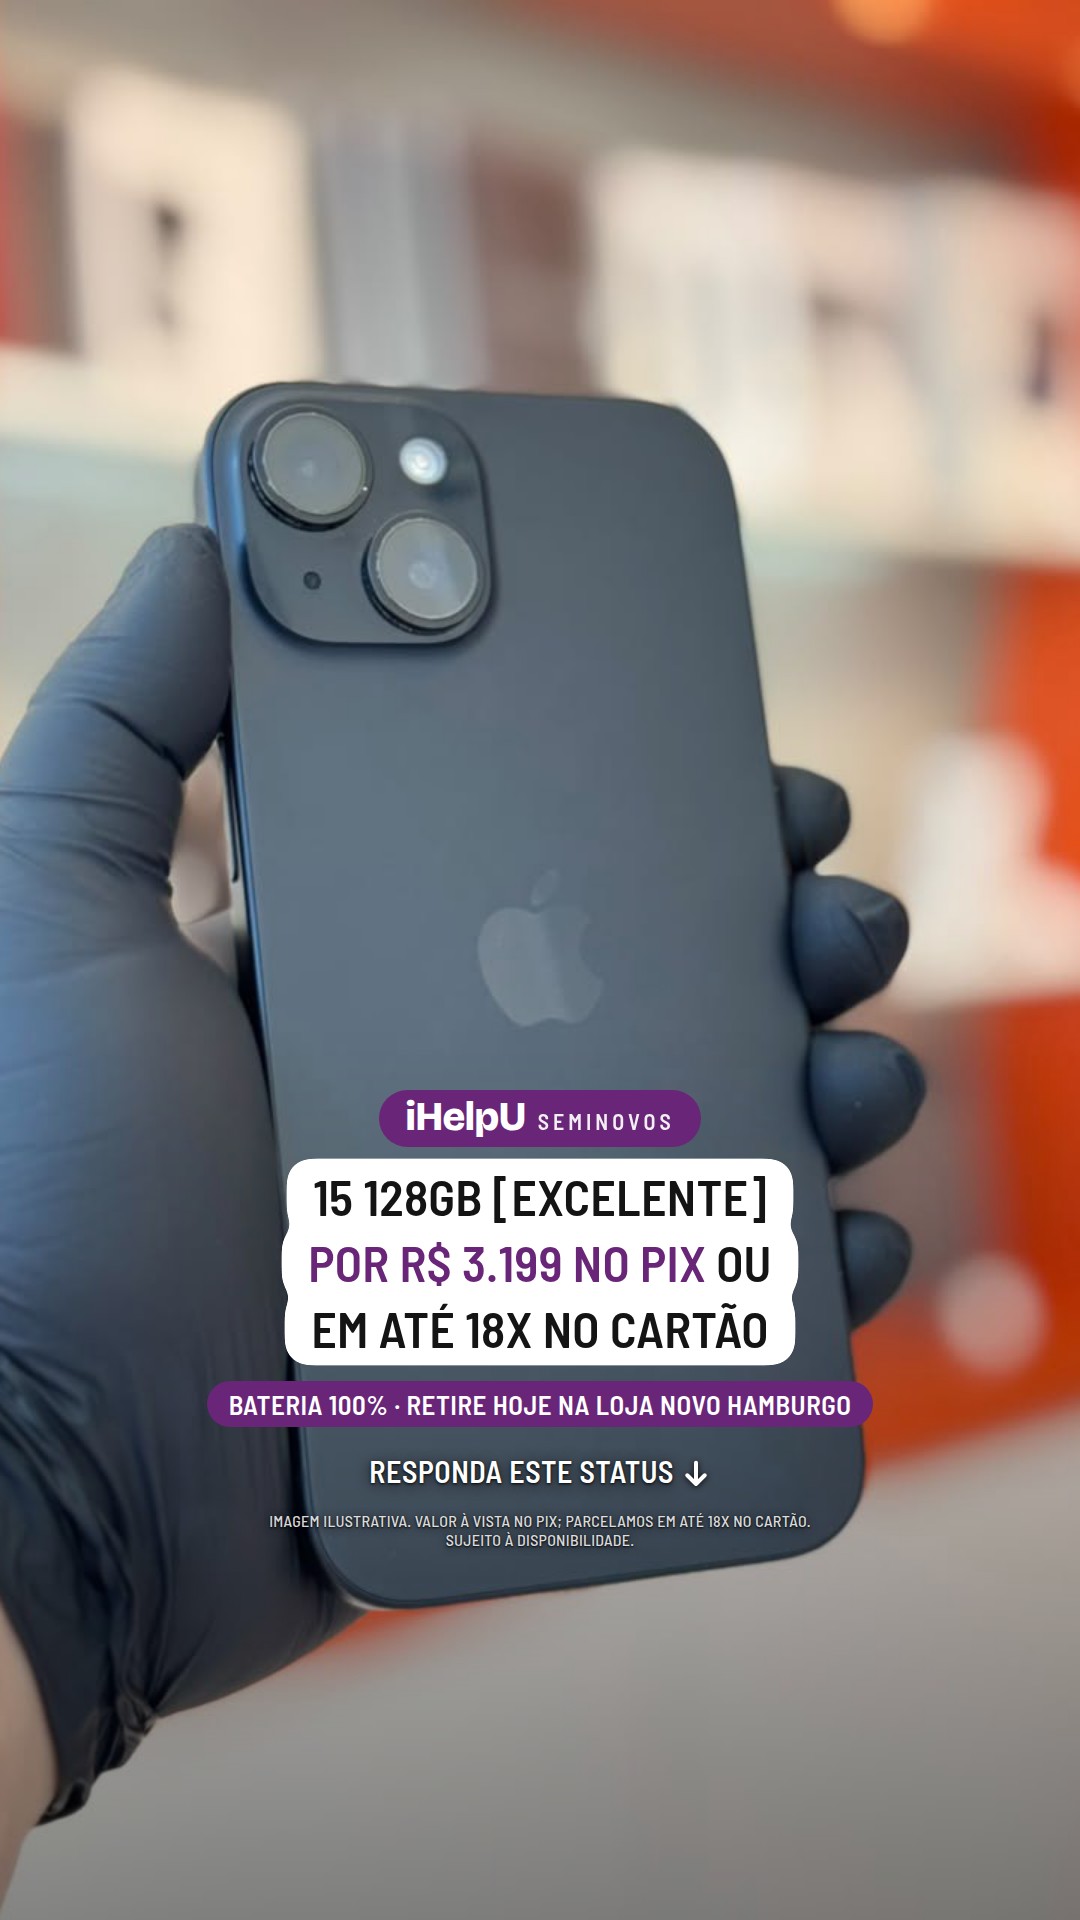 iHelpU SEMINOVOS
15 128GB [EXCELENTE]
POR R$ 3.199 NO PIX OU
EM ATÉ 18X NO CARTÃO
BATERIA 100% · RETIRE HOJE NA LOJA NOVO HAMBURGO
RESPONDA ESTE STATUS ↓
IMAGEM ILUSTRATIVA. VALOR À VISTA NO PIX; PARCELAMOS EM ATÉ 18X NO CARTÃO.
SUJEITO À DISPONIBILIDADE.